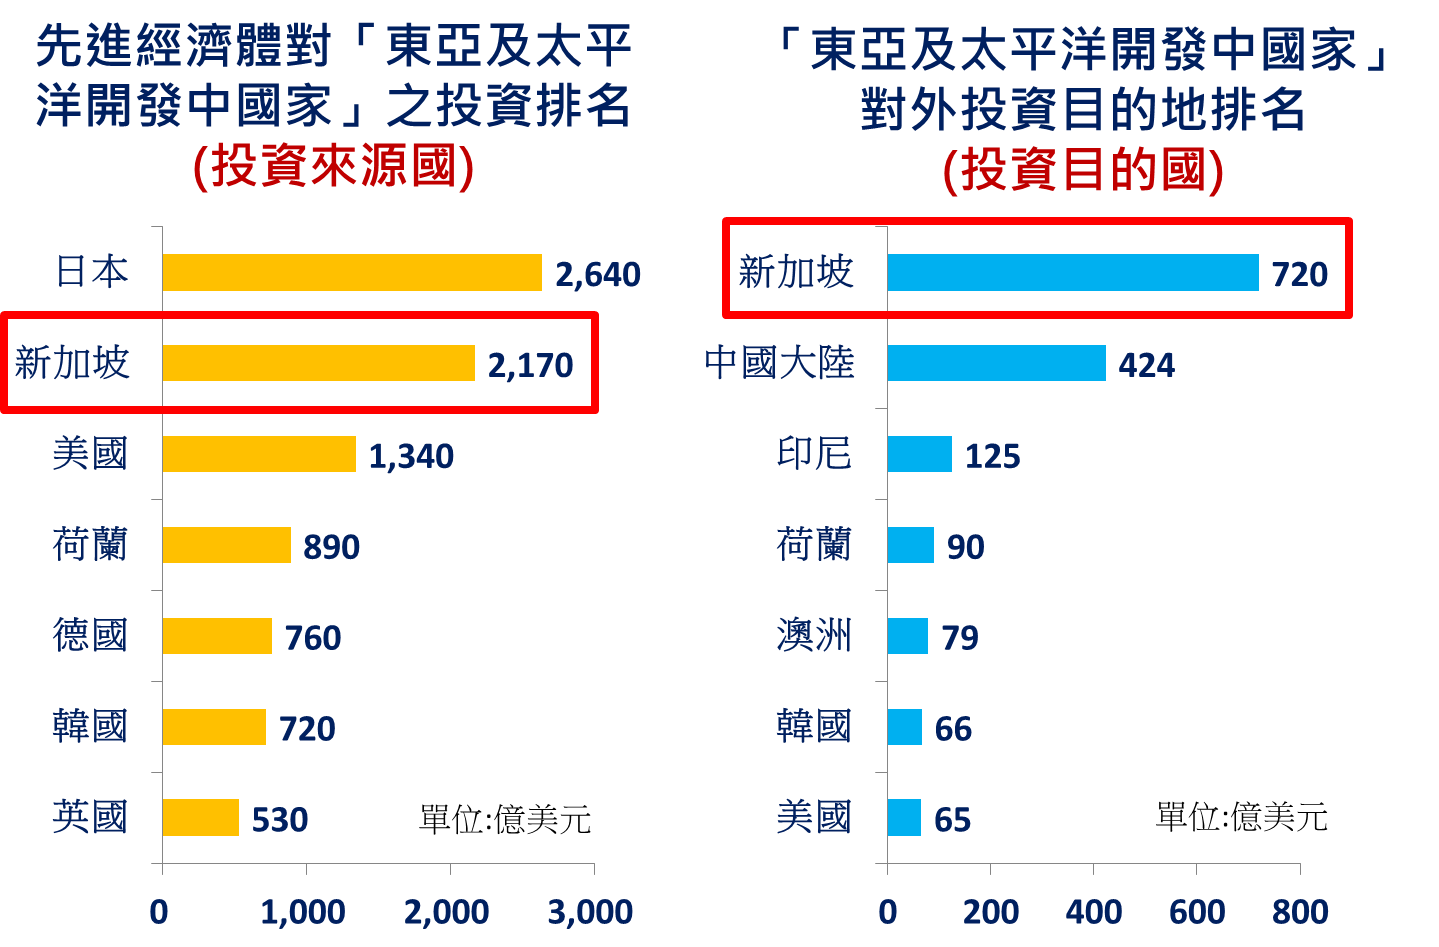 先進經濟體對「東亞及太平
洋開發中國家」之投資排名
(投資來源國)
日本 2,640
新加坡 2,170
美國 1,340
荷蘭 890
德國 760
韓國 720
英國 530
單位:億美元
0 1,000 2,000 3,000
「東亞及太平洋開發中國家」
對外投資目的地排名
(投資目的國)
新加坡 720
中國大陸 424
印尼 125
荷蘭 90
澳洲 79
韓國 66
美國 65
單位:億美元
0 200 400 600 800